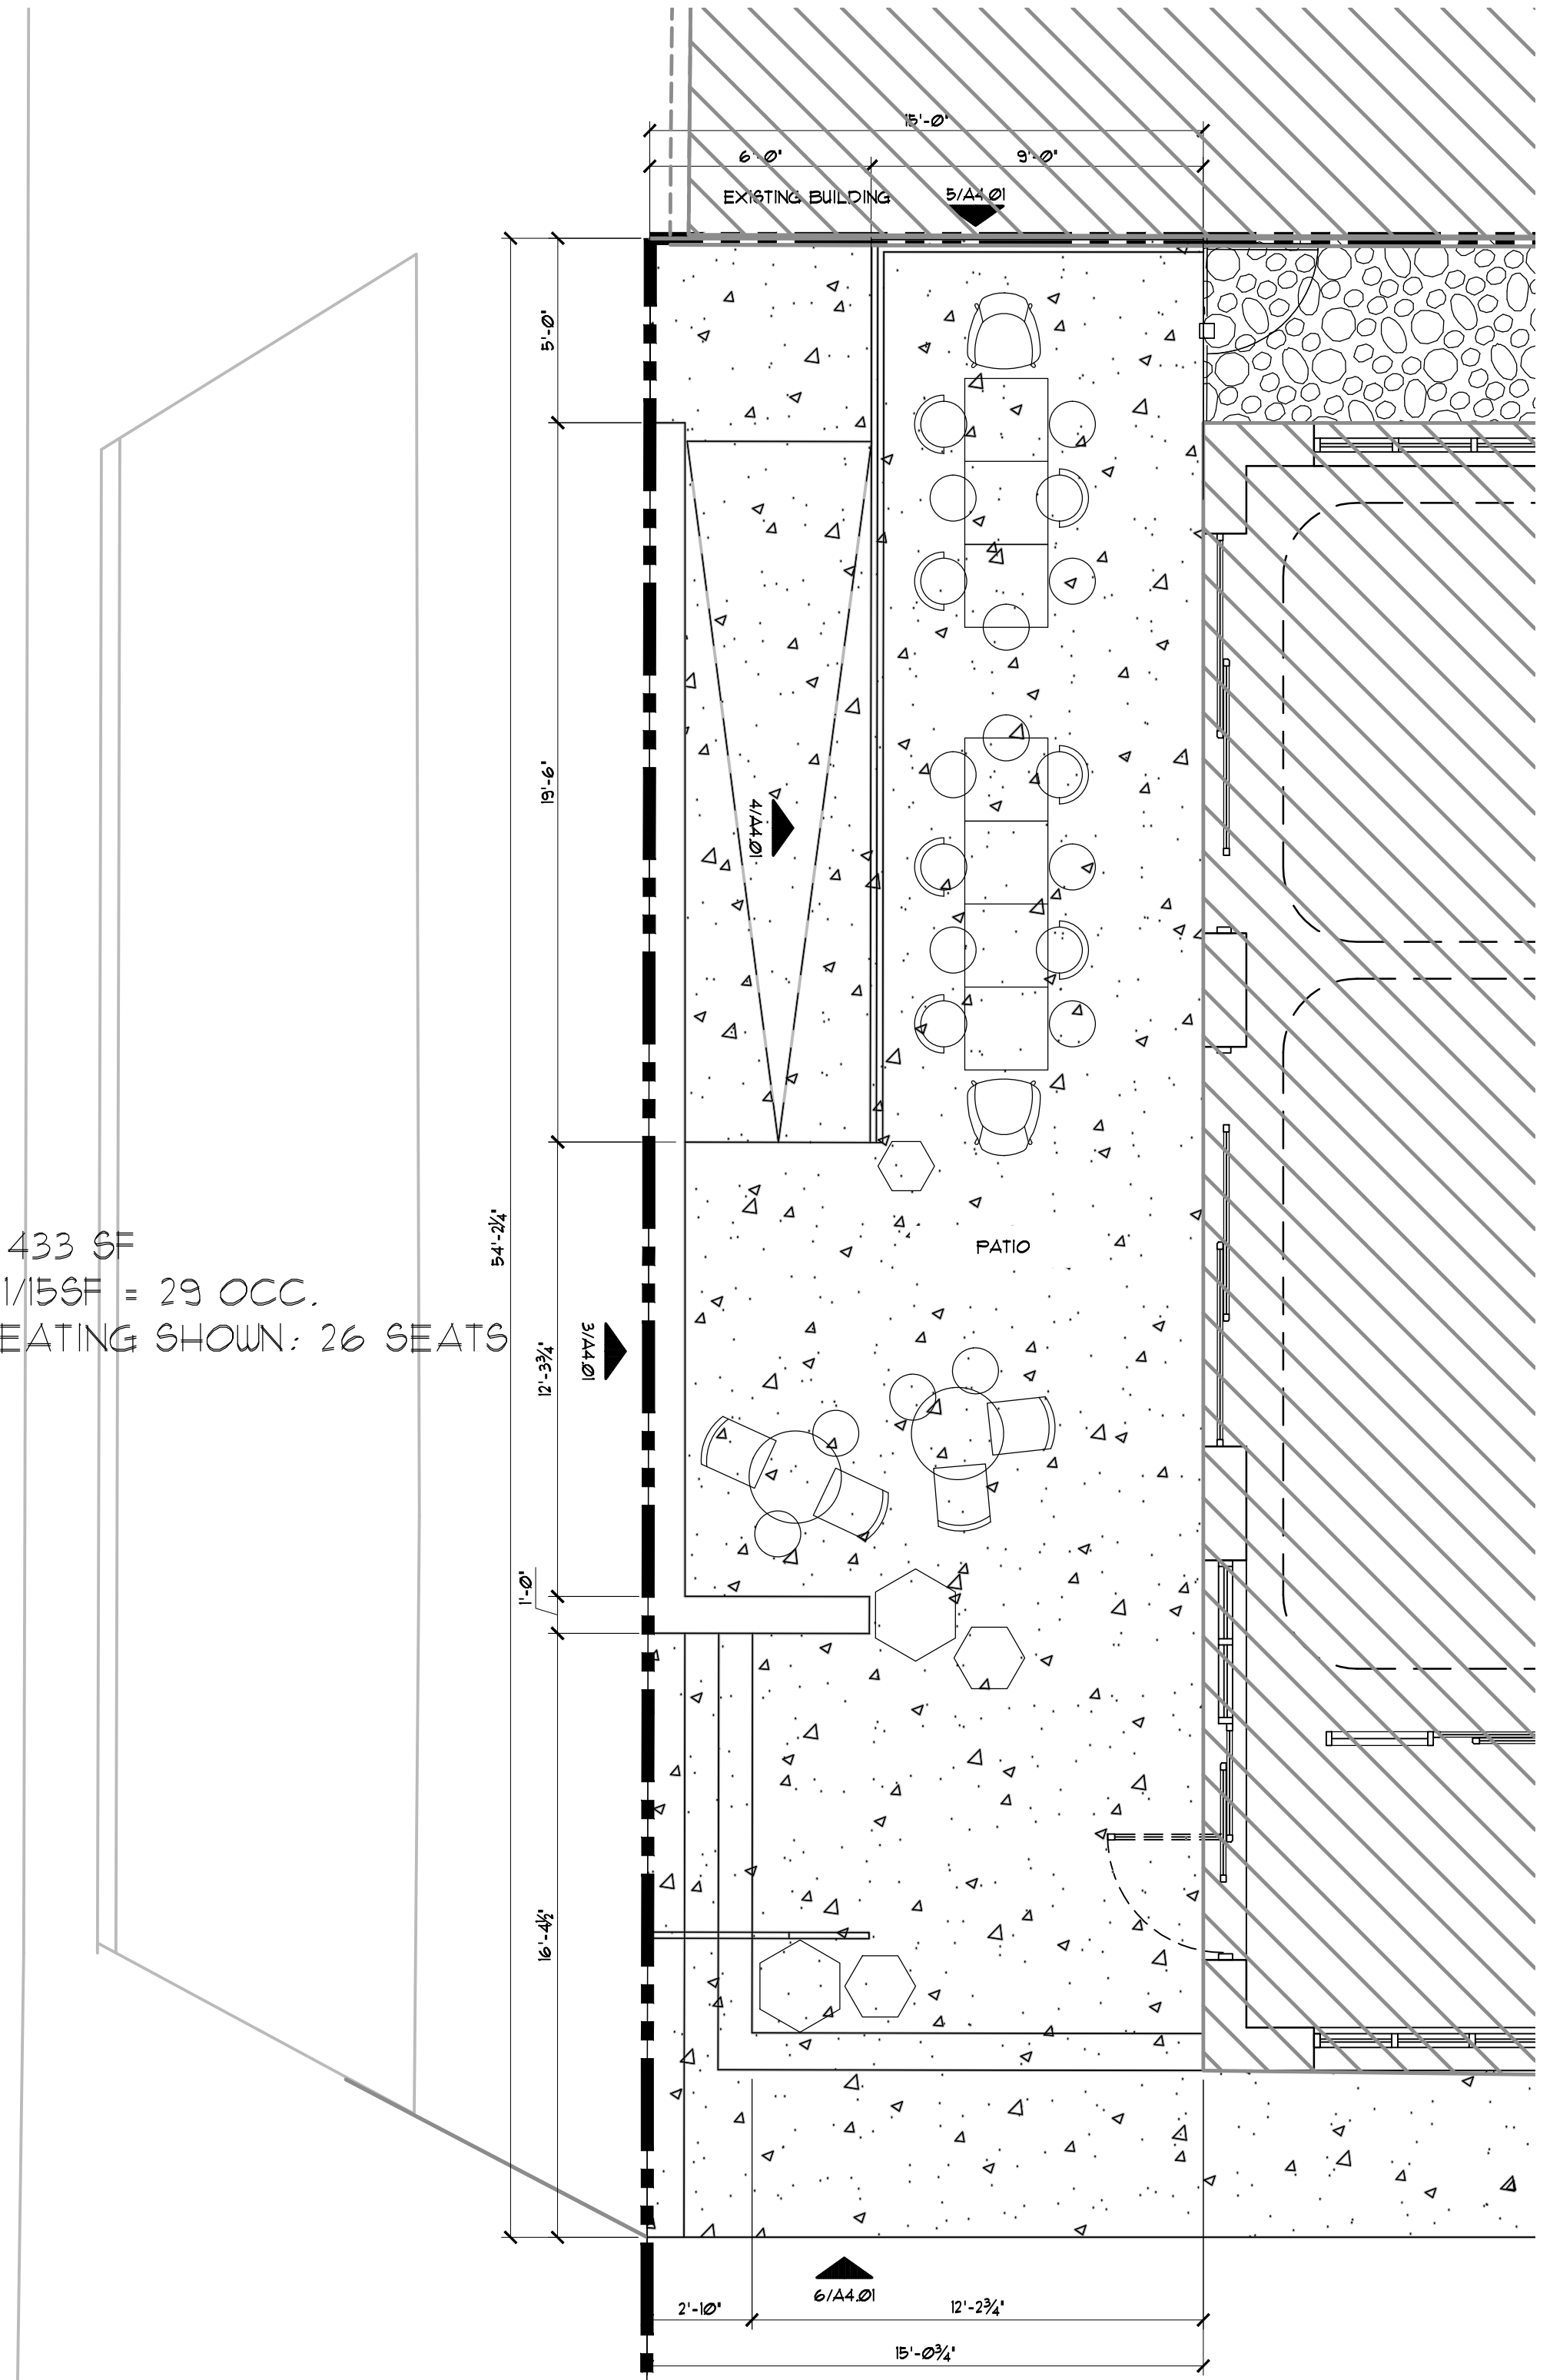 15'-0"
6'-0"
9'-0"
EXISTING BUILDING
5/A4.01
5'-0"
19'-6"
4/A4.01
54'-2¼"
433 SF
1/15SF = 29 OCC.
EATING SHOWN: 26 SEATS
PATIO
3/A4.01
12'-3¾"
1'-0"
16'-4½"
6/A4.01
2'-10"
12'-2¾"
15'-0¾"